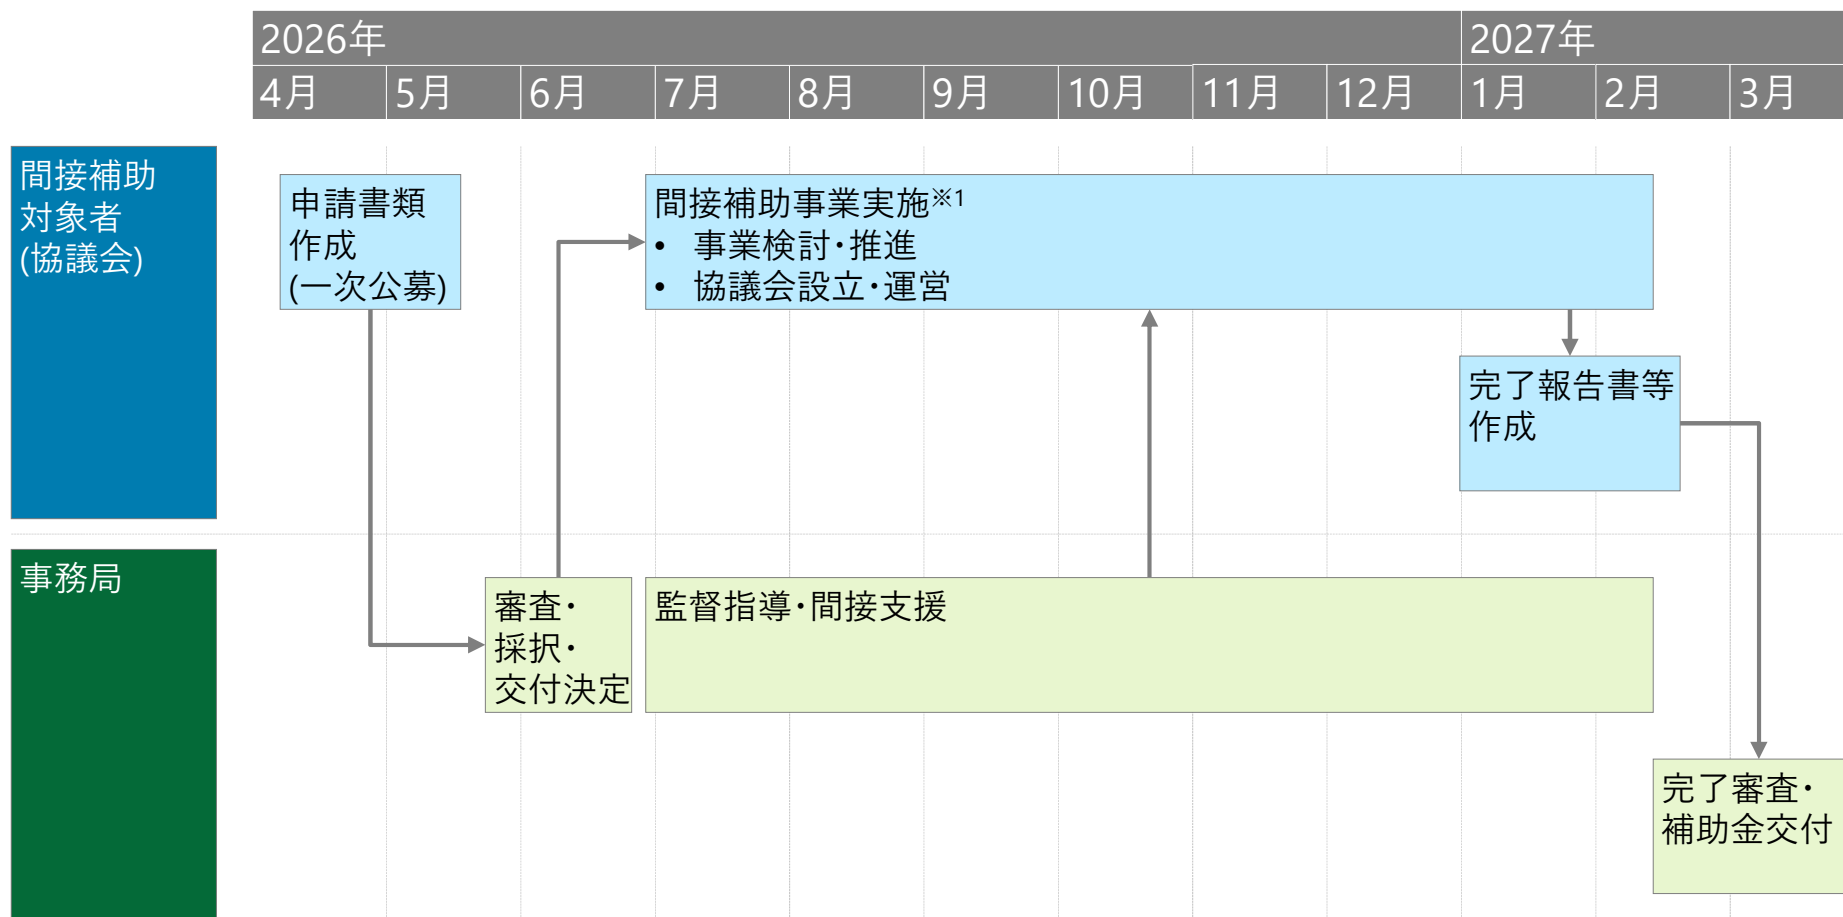 2026年
2027年
4月
5月
6月
7月
8月
9月
10月
11月
12月
1月
2月
3月
間接補助
対象者
(協議会)
申請書類
作成
(一次公募)
間接補助事業実施※1
• 事業検討・推進
• 協議会設立・運営
完了報告書等
作成
事務局
審査・
採択・
交付決定
監督指導・間接支援
完了審査・
補助金交付